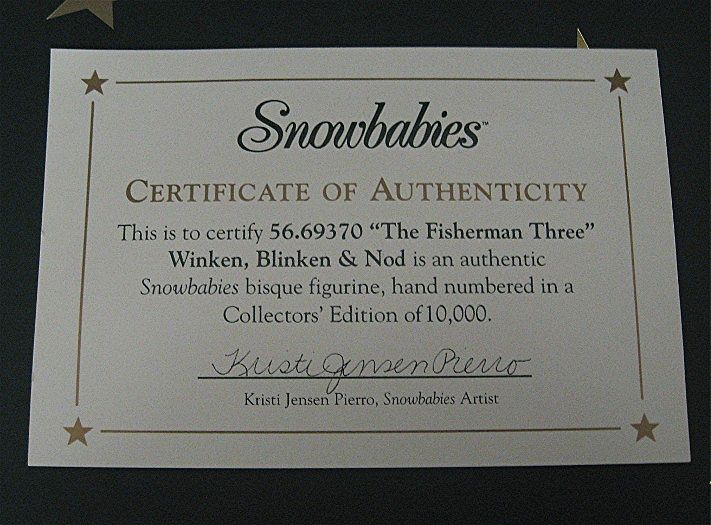 Snowbabies™
CERTIFICATE OF AUTHENTICITY
This is to certify 56.69370 “The Fisherman Three”
Winken, Blinken & Nod is an authentic
Snowbabies bisque figurine, hand numbered in a
Collectors’ Edition of 10,000.
Kristi Jensen Pierro
Kristi Jensen Pierro, Snowbabies Artist